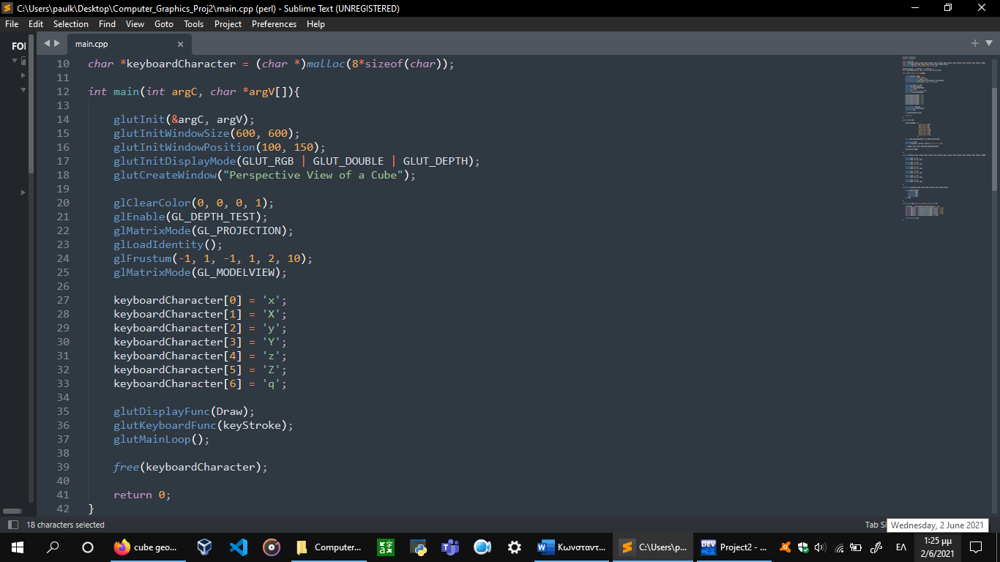 C:\Users\paulk\Desktop\Computer_Graphics_Proj2\main.cpp (perl) - Sublime Text (UNREGISTERED)
File Edit Selection Find View Goto Tools Project Preferences Help
FOI
main.cpp
10 char *keyboardCharacter = (char *)malloc(8*sizeof(char));
11
12 int main(int argC, char *argV[]){
13
14 glutInit(&argC, argV);
15 glutInitWindowSize(600, 600);
16 glutInitWindowPosition(100, 150);
17 glutInitDisplayMode(GLUT_RGB | GLUT_DOUBLE | GLUT_DEPTH);
18 glutCreateWindow("Perspective View of a Cube");
19
20 glClearColor(0, 0, 0, 1);
21 glEnable(GL_DEPTH_TEST);
22 glMatrixMode(GL_PROJECTION);
23 glLoadIdentity();
24 glFrustum(-1, 1, -1, 1, 2, 10);
25 glMatrixMode(GL_MODELVIEW);
26
27 keyboardCharacter[0] = 'x';
28 keyboardCharacter[1] = 'X';
29 keyboardCharacter[2] = 'y';
30 keyboardCharacter[3] = 'Y';
31 keyboardCharacter[4] = 'z';
32 keyboardCharacter[5] = 'Z';
33 keyboardCharacter[6] = 'q';
34
35 glutDisplayFunc(Draw);
36 glutKeyboardFunc(keyStroke);
37 glutMainLoop();
38
39 free(keyboardCharacter);
40
41 return 0;
42 }
18 characters selected
Tab Si
Wednesday, 2 June 2021
cube geo...
Computer...
Κωνσταντ...
C:\Users\p...
DEV
Project2 - ...
ΕΛ
1:25 μμ
2/6/2021